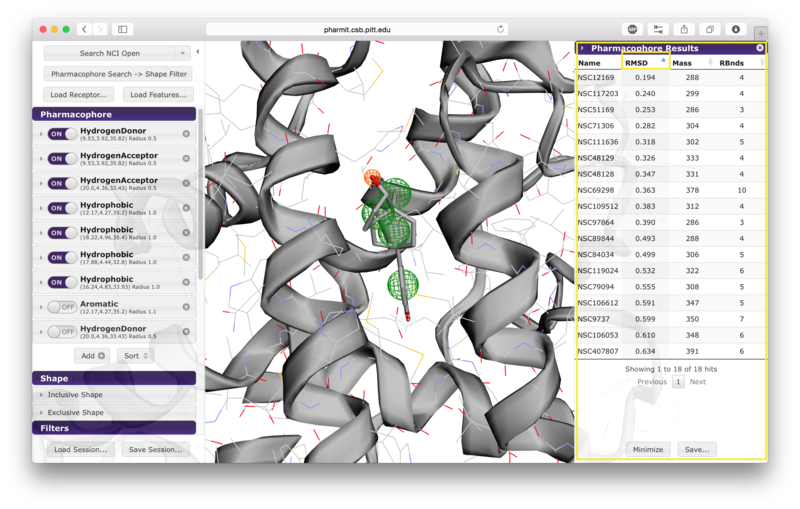 pharmit.csb.pitt.edu
Search NCI Open
Pharmacophore Search -> Shape Filter
Load Receptor... Load Features...
Pharmacophore
ON HydrogenDonor
(9.53,3.92,35.82) Radius 0.5
ON HydrogenAcceptor
(9.53,3.92,35.82) Radius 0.5
ON HydrogenAcceptor
(20.0,4.36,33.43) Radius 0.5
ON Hydrophobic
(12.17,4.27,35.2) Radius 1.0
ON Hydrophobic
(18.22,4.96,35.4) Radius 1.0
ON Hydrophobic
(17.88,4.44,32.8) Radius 1.0
ON Hydrophobic
(16.24,4.83,33.93) Radius 1.0
OFF Aromatic
(12.17,4.27,35.2) Radius 1.1
OFF HydrogenDonor
(20.0,4.36,33.43) Radius 0.5
Add Sort
Shape
Inclusive Shape
Exclusive Shape
Filters
Load Session... Save Session...
Pharmacophore Results
Name RMSD Mass RBnds
NSC12169 0.194 288 4
NSC117203 0.240 299 4
NSC51169 0.253 286 3
NSC71306 0.282 304 4
NSC111636 0.318 302 5
NSC48129 0.326 333 4
NSC48128 0.347 331 4
NSC69298 0.363 378 10
NSC109512 0.383 312 4
NSC97864 0.390 286 3
NSC89844 0.493 288 4
NSC84034 0.499 306 5
NSC119024 0.532 322 6
NSC79094 0.555 308 5
NSC106612 0.591 347 5
NSC9737 0.599 350 7
NSC106053 0.610 348 6
NSC407807 0.634 391 6
Showing 1 to 18 of 18 hits
Previous 1 Next
Minimize Save...